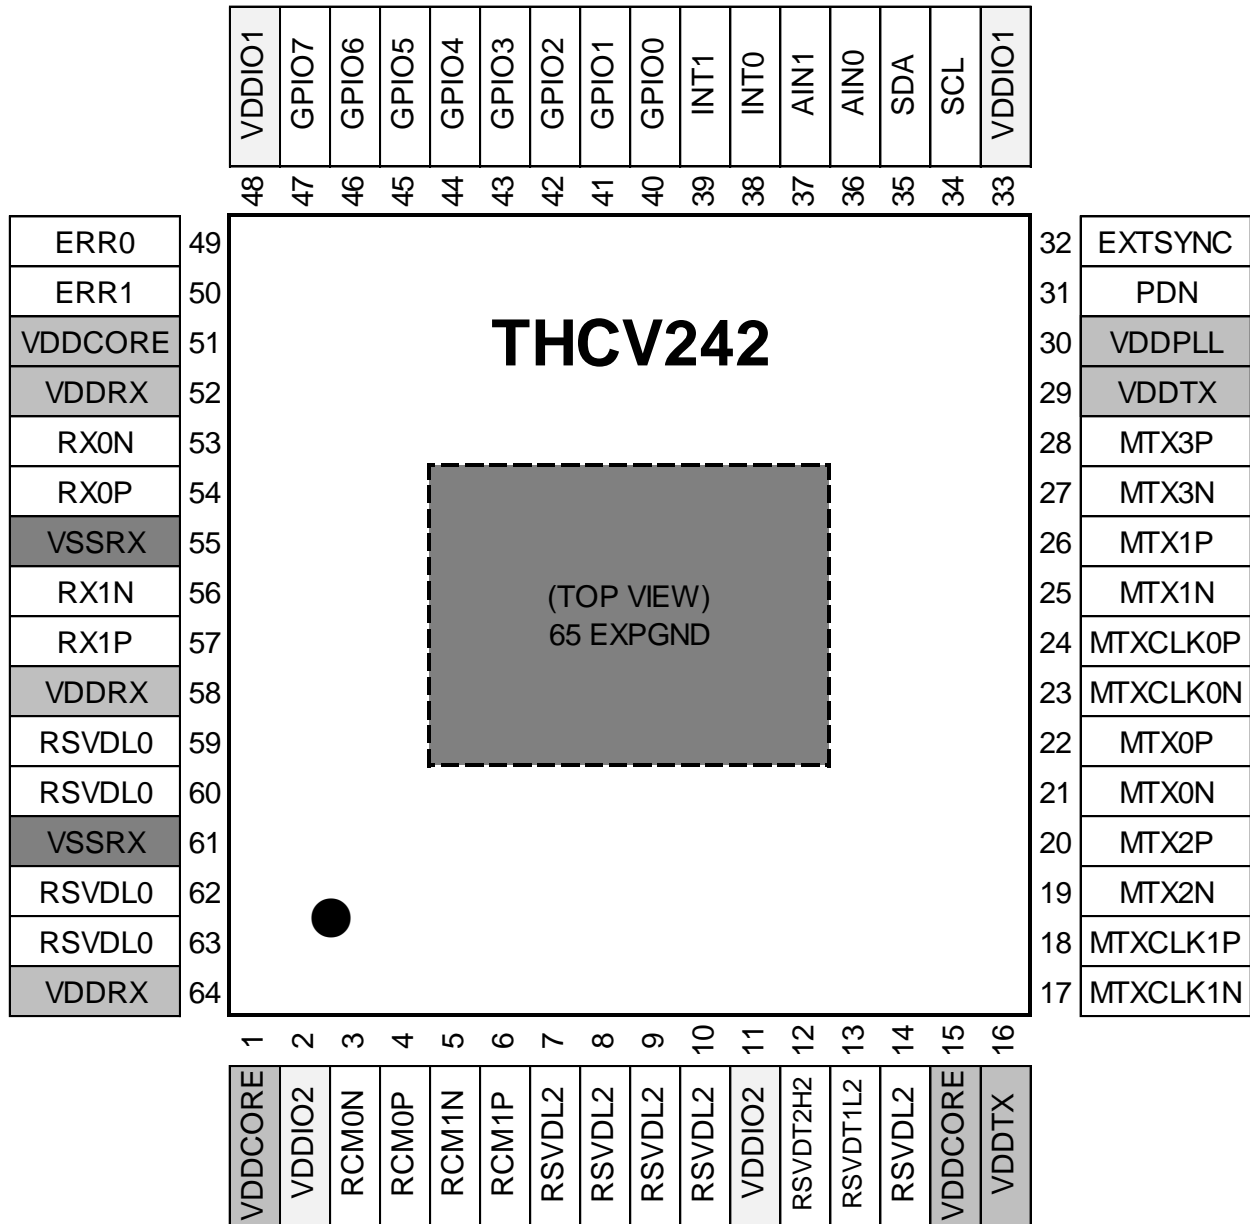 VDDIO1 GPIO7 GPIO6 GPIO5 GPIO4 GPIO3 GPIO2 GPIO1 GPIO0 INT1 INT0 AIN1 AIN0 SDA SCL VDDIO1
48 47 46 45 44 43 42 41 40 39 38 37 36 35 34 33
ERR0 49
ERR1 50
VDDCORE 51
VDDRX 52
RX0N 53
RX0P 54
VSSRX 55
RX1N 56
RX1P 57
VDDRX 58
RSVDL0 59
RSVDL0 60
VSSRX 61
RSVDL0 62
RSVDL0 63
VDDRX 64
THCV242
(TOP VIEW)
65 EXPGND
32 EXTSYNC
31 PDN
30 VDDPLL
29 VDDTX
28 MTX3P
27 MTX3N
26 MTX1P
25 MTX1N
24 MTXCLK0P
23 MTXCLK0N
22 MTX0P
21 MTX0N
20 MTX2P
19 MTX2N
18 MTXCLK1P
17 MTXCLK1N
1 2 3 4 5 6 7 8 9 10 11 12 13 14 15 16
VDDCORE VDDIO2 RCM0N RCM0P RCM1N RCM1P RSVDL2 RSVDL2 RSVDL2 RSVDL2 VDDIO2 RSVDT2H2 RSVDT1L2 RSVDL2 VDDCORE VDDTX